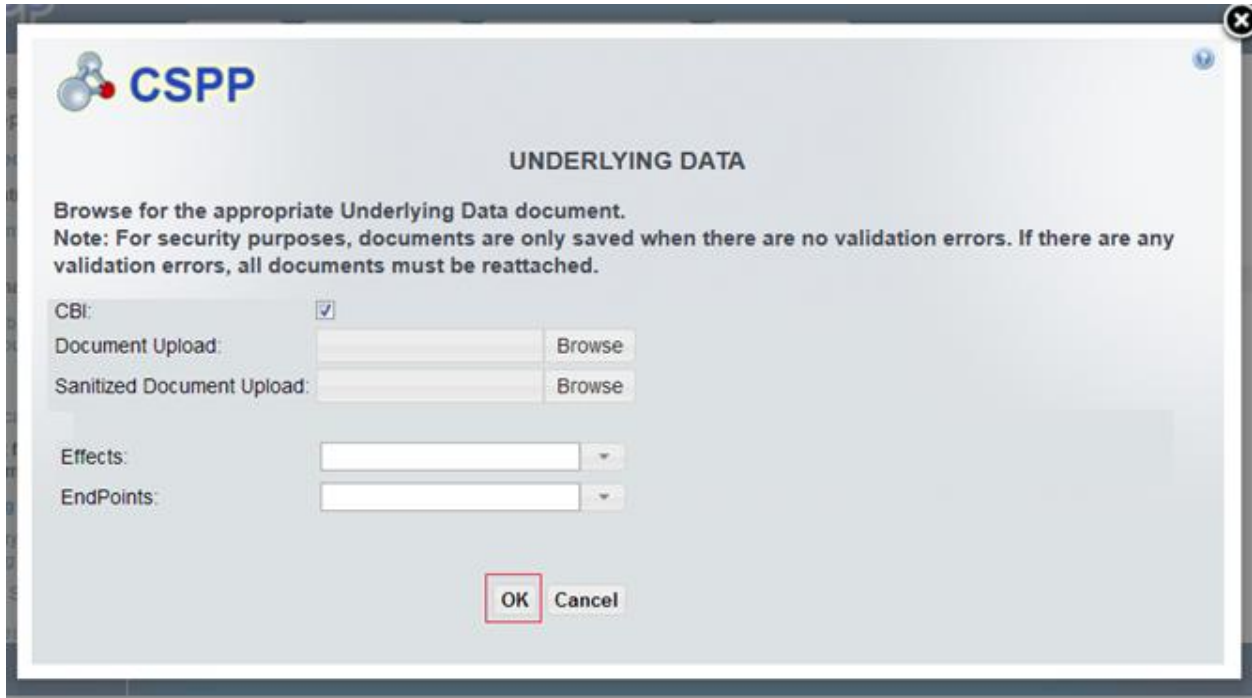 CSPP
UNDERLYING DATA
Browse for the appropriate Underlying Data document.
Note: For security purposes, documents are only saved when there are no validation errors. If there are any
validation errors, all documents must be reattached.
CBI:
Document Upload: Browse
Sanitized Document Upload: Browse
Effects:
EndPoints:
OK Cancel